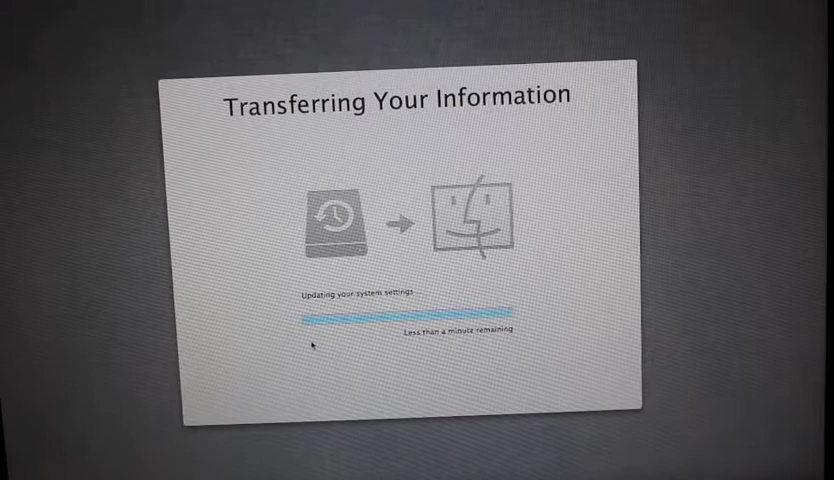 Transferring Your Information
Updating your system settings...
Less than a minute remaining